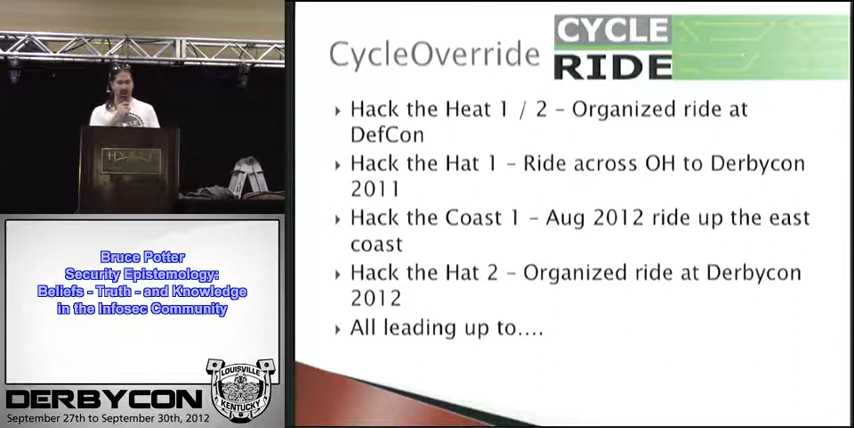 HYATT
Bruce Potter
Security Epistemology:
Beliefs - Truth - and Knowledge
in the Infosec Community
LOUISVILLE
KENTUCKY
DERBYCON
September 27th to September 30th, 2012
CycleOverride
CYCLE
RIDE
Hack the Heat 1 / 2 – Organized ride at
DefCon
Hack the Hat 1 – Ride across OH to Derbycon
2011
Hack the Coast 1 – Aug 2012 ride up the east
coast
Hack the Hat 2 – Organized ride at Derbycon
2012
All leading up to....